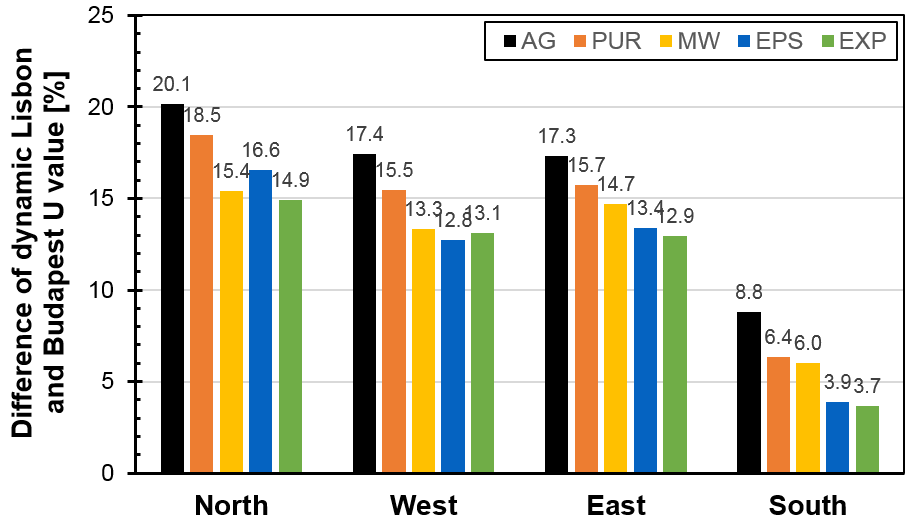 Difference of dynamic Lisbon
and Budapest U value [%]
25
20
15
10
5
0
AG PUR MW EPS EXP
20.1 18.5 15.4 16.6 14.9
17.4 15.5 13.3 12.8 13.1
17.3 15.7 14.7 13.4 12.9
8.8 6.4 6.0 3.9 3.7
North West East South